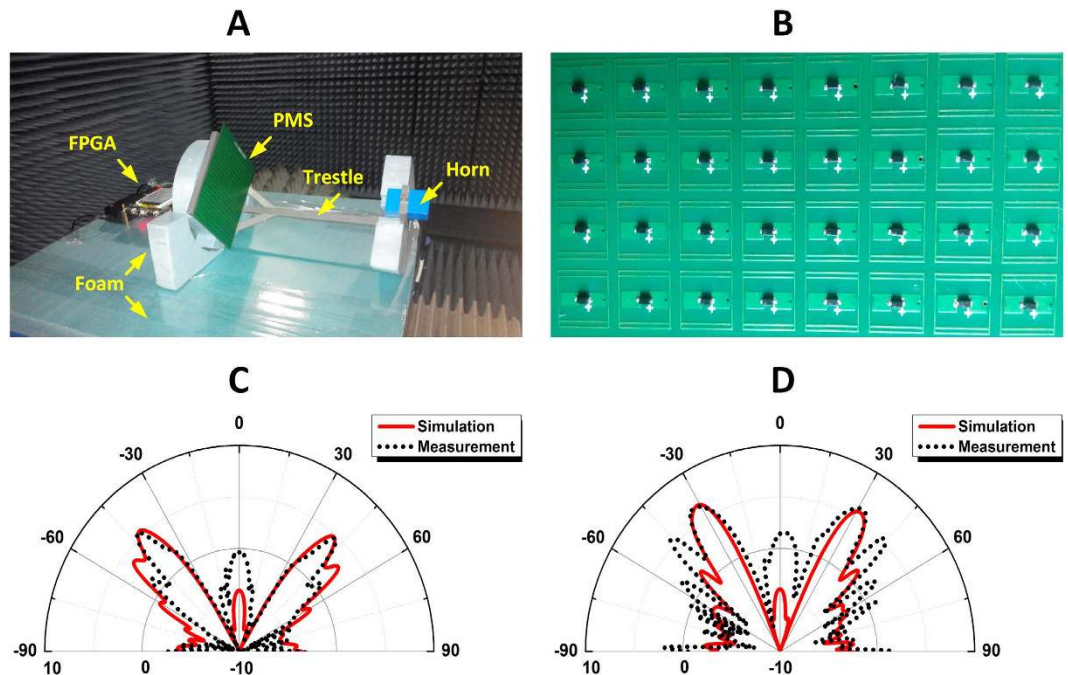 A
B
FPGA
PMS
Trestle
Horn
Foam
C
D
Simulation
Measurement
0
-30
30
-60
60
-90
90
10
0
-10
Simulation
Measurement
0
-30
30
-60
60
-90
90
10
0
-10